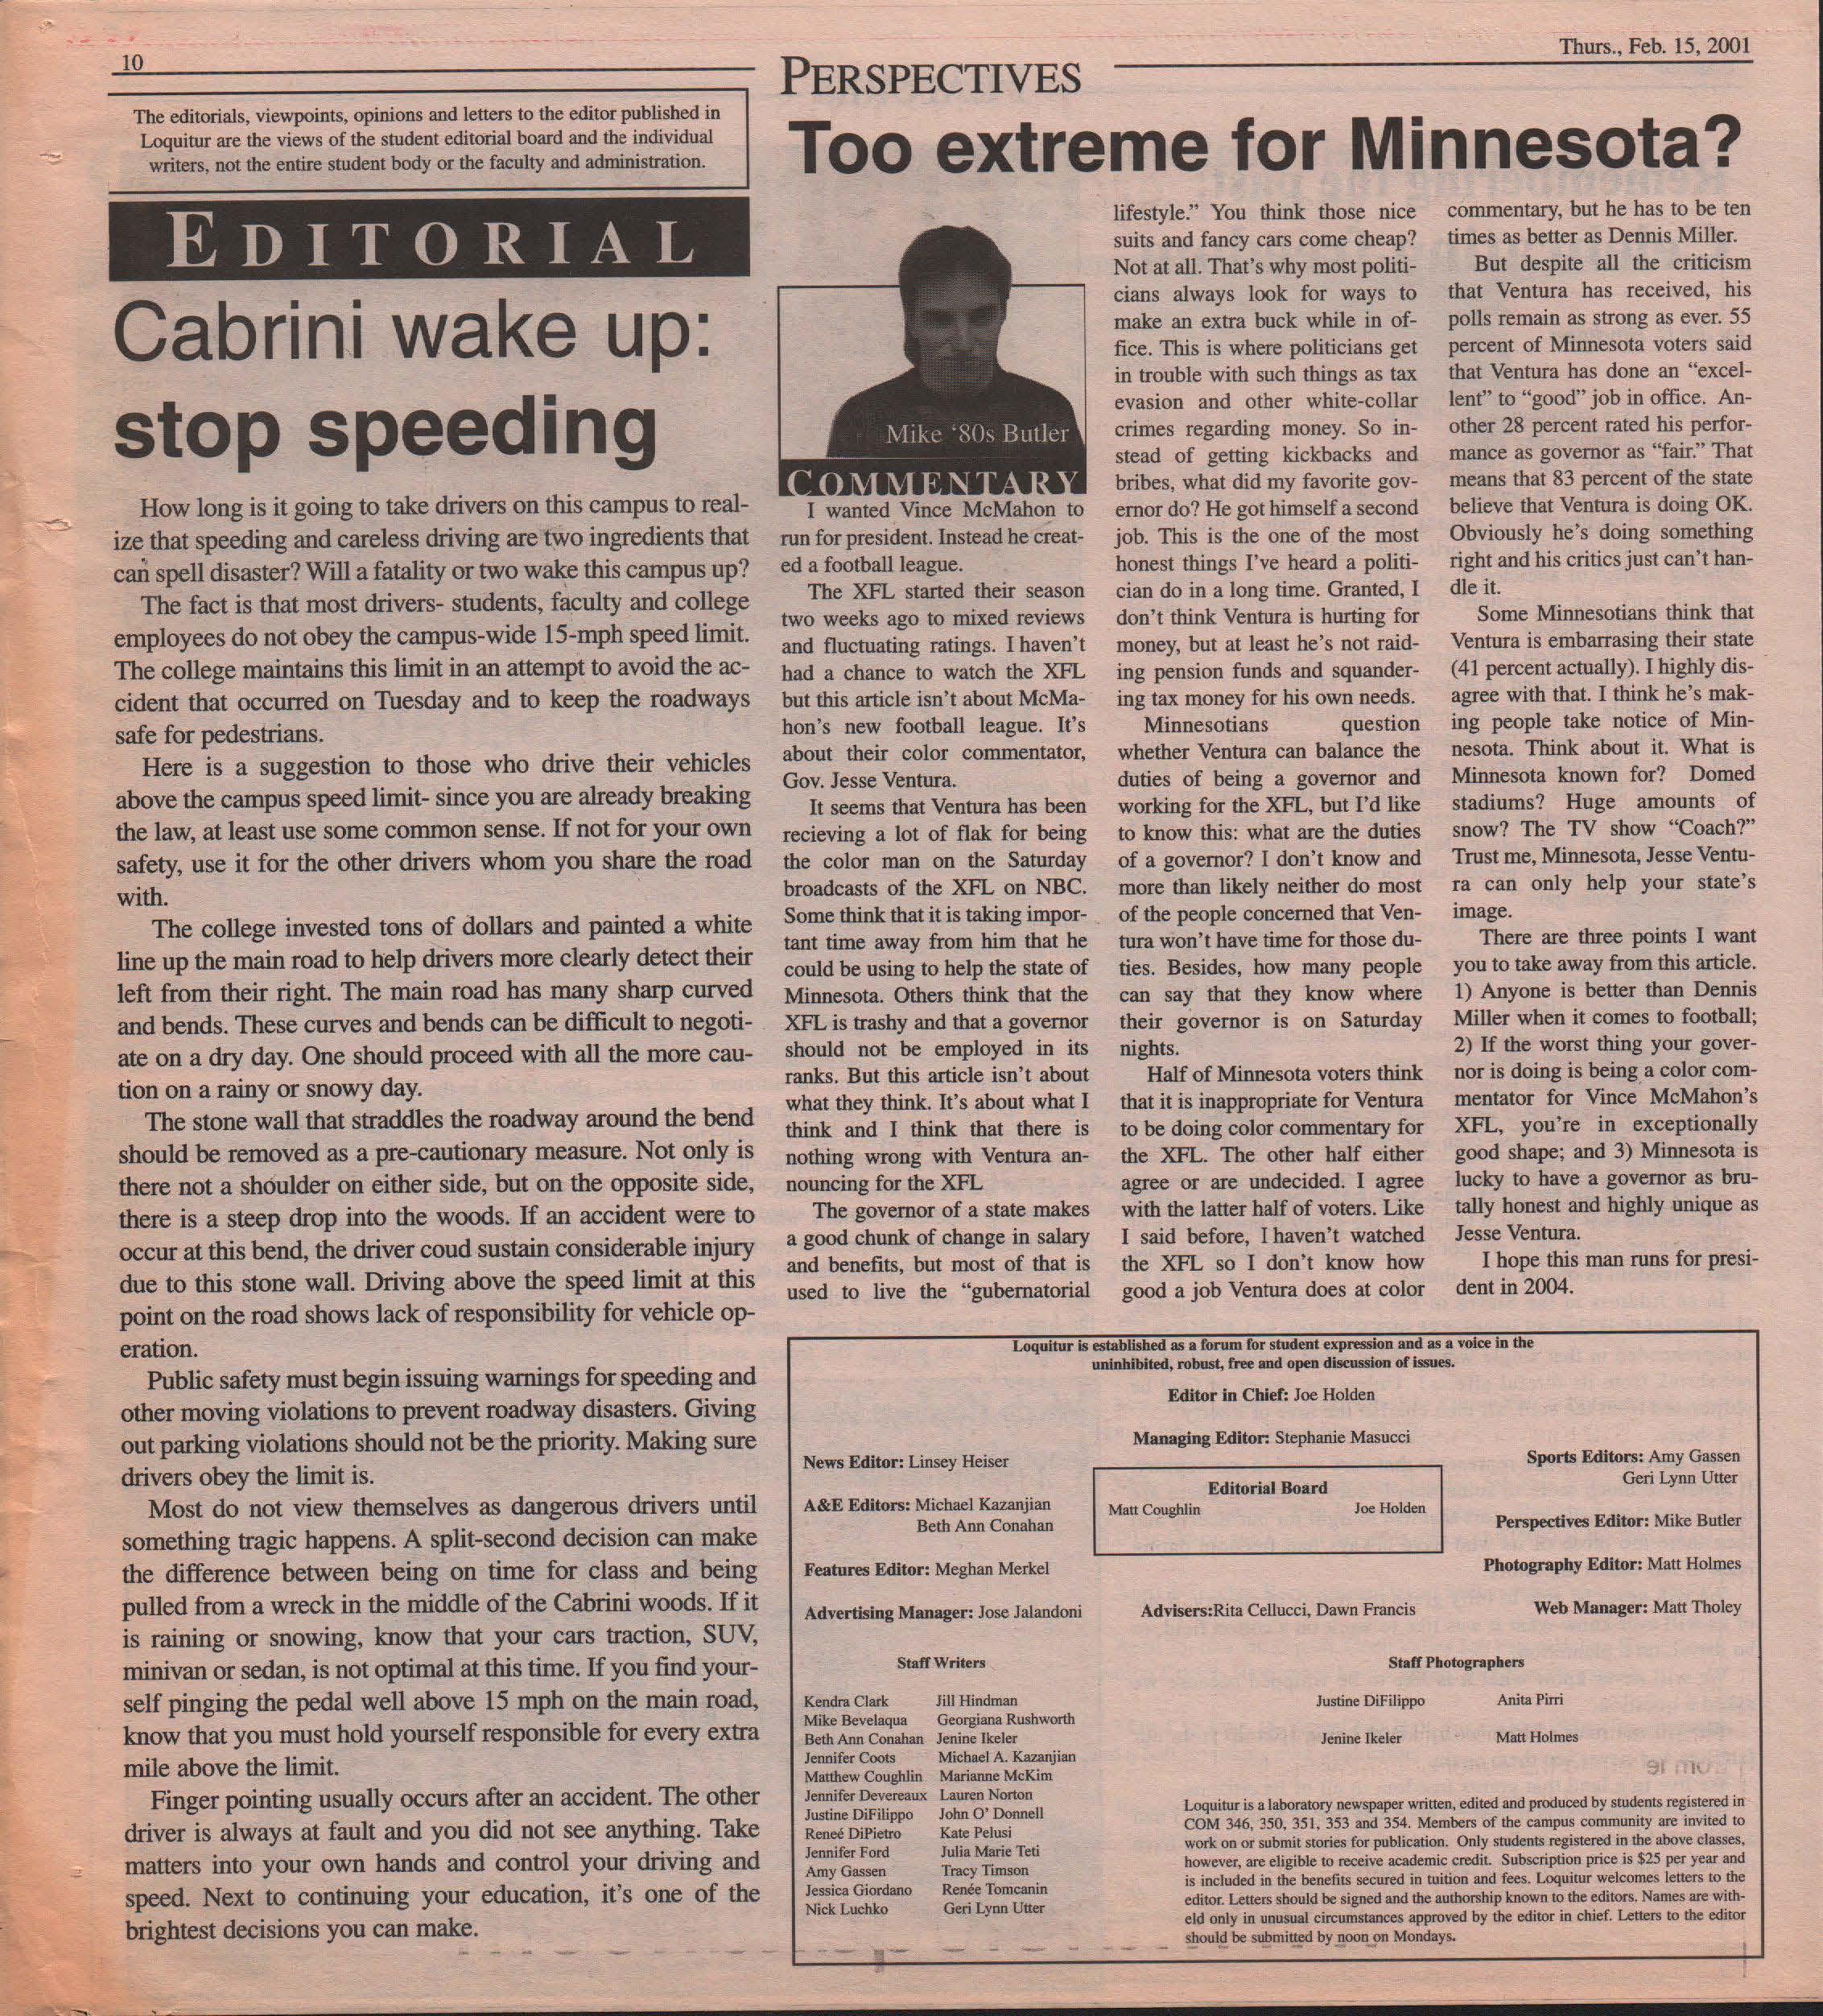 10
Thurs., Feb. 15, 2001
PERSPECTIVES
The editorials, viewpoints, opinions and letters to the editor published in
Loquitur are the views of the student editorial board and the individual
writers, not the entire student body or the faculty and administration.
EDITORIAL
Cabrini wake up:
stop speeding
How long is it going to take drivers on this campus to real-
ize that speeding and careless driving are two ingredients that
can spell disaster? Will a fatality or two wake this campus up?
The fact is that most drivers- students, faculty and college
employees do not obey the campus-wide 15-mph speed limit.
The college maintains this limit in an attempt to avoid the ac-
cident that occurred on Tuesday and to keep the roadways
safe for pedestrians.
Here is a suggestion to those who drive their vehicles
above the campus speed limit- since you are already breaking
the law, at least use some common sense. If not for your own
safety, use it for the other drivers whom you share the road
with.
The college invested tons of dollars and painted a white
line up the main road to help drivers more clearly detect their
left from their right. The main road has many sharp curved
and bends. These curves and bends can be difficult to negoti-
ate on a dry day. One should proceed with all the more cau-
tion on a rainy or snowy day.
The stone wall that straddles the roadway around the bend
should be removed as a pre-cautionary measure. Not only is
there not a shoulder on either side, but on the opposite side,
there is a steep drop into the woods. If an accident were to
occur at this bend, the driver coud sustain considerable injury
due to this stone wall. Driving above the speed limit at this
point on the road shows lack of responsibility for vehicle op-
eration.
Public safety must begin issuing warnings for speeding and
other moving violations to prevent roadway disasters. Giving
out parking violations should not be the priority. Making sure
drivers obey the limit is.
Most do not view themselves as dangerous drivers until
something tragic happens. A split-second decision can make
the difference between being on time for class and being
pulled from a wreck in the middle of the Cabrini woods. If it
is raining or snowing, know that your cars traction, SUV,
minivan or sedan, is not optimal at this time. If you find your-
self pinging the pedal well above 15 mph on the main road,
know that you must hold yourself responsible for every extra
mile above the limit.
Finger pointing usually occurs after an accident. The other
driver is always at fault and you did not see anything. Take
matters into your own hands and control your driving and
speed. Next to continuing your education, it's one of the
brightest decisions you can make.
Too extreme for Minnesota?
Mike '80s Butler
COMMENTARY
I wanted Vince McMahon to
run for president. Instead he creat-
ed a football league.
The XFL started their season
two weeks ago to mixed reviews
and fluctuating ratings. I haven't
had a chance to watch the XFL
but this article isn't about McMa-
hon's new football league. It's
about their color commentator,
Gov. Jesse Ventura.
It seems that Ventura has been
recieving a lot of flak for being
the color man on the Saturday
broadcasts of the XFL on NBC.
Some think that it is taking impor-
tant time away from him that he
could be using to help the state of
Minnesota. Others think that the
XFL is trashy and that a governor
should not be employed in its
ranks. But this article isn't about
what they think. It's about what I
think and I think that there is
nothing wrong with Ventura an-
nouncing for the XFL
The governor of a state makes
a good chunk of change in salary
and benefits, but most of that is
used to live the "gubernatorial
lifestyle." You think those nice
suits and fancy cars come cheap?
Not at all. That's why most politi-
cians always look for ways to
make an extra buck while in of-
fice. This is where politicians get
in trouble with such things as tax
evasion and other white-collar
crimes regarding money. So in-
stead of getting kickbacks and
bribes, what did my favorite gov-
ernor do? He got himself a second
job. This is the one of the most
honest things I've heard a politi-
cian do in a long time. Granted, I
don't think Ventura is hurting for
money, but at least he's not raid-
ing pension funds and squander-
ing tax money for his own needs.
Minnesotians question
whether Ventura can balance the
duties of being a governor and
working for the XFL, but I'd like
to know this: what are the duties
of a governor? I don't know and
more than likely neither do most
of the people concerned that Ven-
tura won't have time for those du-
ties. Besides, how many people
can say that they know where
their governor is on Saturday
nights.
Half of Minnesota voters think
that it is inappropriate for Ventura
to be doing color commentary for
the XFL. The other half either
agree or are undecided. I agree
with the latter half of voters. Like
I said before, I haven't watched
the XFL so I don't know how
good a job Ventura does at color
commentary, but he has to be ten
times as better as Dennis Miller.
But despite all the criticism
that Ventura has received, his
polls remain as strong as ever. 55
percent of Minnesota voters said
that Ventura has done an "excel-
lent" to "good" job in office. An-
other 28 percent rated his perfor-
mance as governor as "fair." That
means that 83 percent of the state
believe that Ventura is doing OK.
Obviously he's doing something
right and his critics just can't han-
dle it.
Some Minnesotians think that
Ventura is embarrasing their state
(41 percent actually). I highly dis-
agree with that. I think he's mak-
ing people take notice of Min-
nesota. Think about it. What is
Minnesota known for? Domed
stadiums? Huge amounts of
snow? The TV show "Coach?"
Trust me, Minnesota, Jesse Ventu-
ra can only help your state's
image.
There are three points I want
you to take away from this article.
1) Anyone is better than Dennis
Miller when it comes to football;
2) If the worst thing your gover-
nor is doing is being a color com-
mentator for Vince McMahon's
XFL, you're in exceptionally
good shape; and 3) Minnesota is
lucky to have a governor as bru-
tally honest and highly unique as
Jesse Ventura.
I hope this man runs for presi-
dent in 2004.
Loquitur is established as a forum for student expression and as a voice in the
uninhibited, robust, free and open discussion of issues.
Editor in Chief: Joe Holden
Managing Editor: Stephanie Masucci
News Editor: Linsey Heiser
A&E Editors: Michael Kazanjian
Beth Ann Conahan
Features Editor: Meghan Merkel
Advertising Manager: Jose Jalandoni
Editorial Board
Matt Coughlin Joe Holden
Advisers:Rita Cellucci, Dawn Francis
Sports Editors: Amy Gassen
Geri Lynn Utter
Perspectives Editor: Mike Butler
Photography Editor: Matt Holmes
Web Manager: Matt Tholey
Staff Writers
Kendra Clark Jill Hindman
Mike Bevelaqua Georgiana Rushworth
Beth Ann Conahan Jenine Ikeler
Jennifer Coots Michael A. Kazanjian
Matthew Coughlin Marianne McKim
Jennifer Devereaux Lauren Norton
Justine DiFilippo John O' Donnell
Reneé DiPietro Kate Pelusi
Jennifer Ford Julia Marie Teti
Amy Gassen Tracy Timson
Jessica Giordano Renée Tomcanin
Nick Luchko Geri Lynn Utter
Staff Photographers
Justine DiFilippo Anita Pirri
Jenine Ikeler Matt Holmes
Loquitur is a laboratory newspaper written, edited and produced by students registered in
COM 346, 350, 351, 353 and 354. Members of the campus community are invited to
work on or submit stories for publication. Only students registered in the above classes,
however, are eligible to receive academic credit. Subscription price is $25 per year and
is included in the benefits secured in tuition and fees. Loquitur welcomes letters to the
editor. Letters should be signed and the authorship known to the editors. Names are with-
eld only in unusual circumstances approved by the editor in chief. Letters to the editor
should be submitted by noon on Mondays.